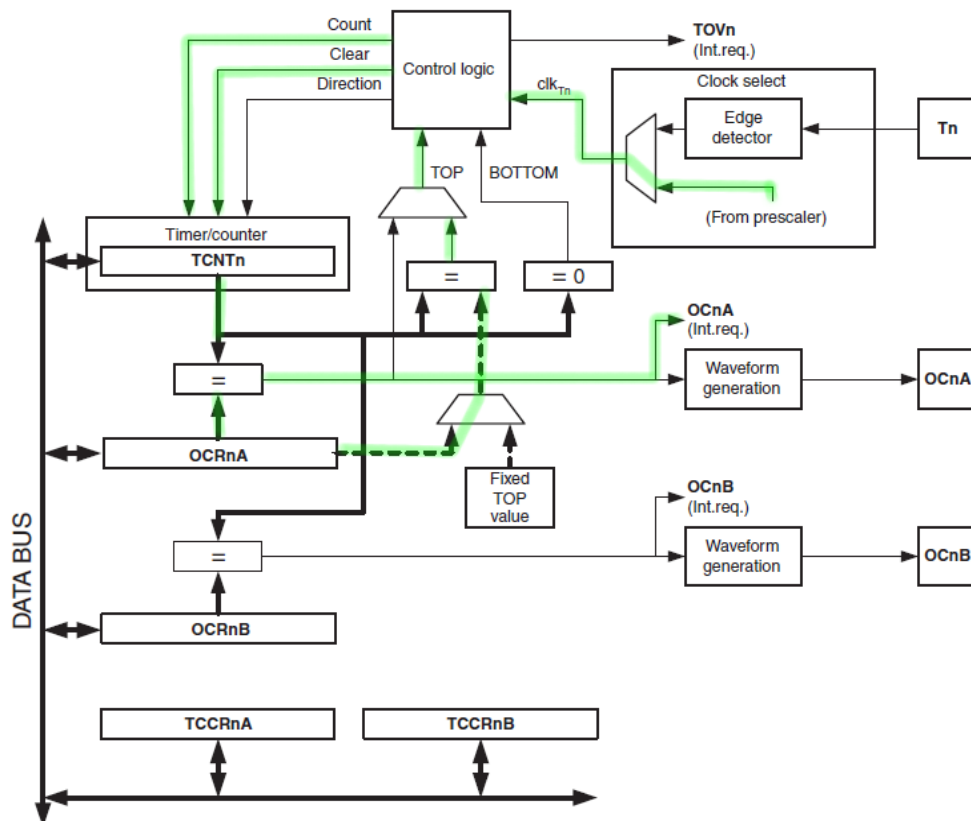 Count
Clear
Direction
Control logic
TOVn
(Int.req.)
clkTn
Clock select
Edge
detector
Tn
(From prescaler)
TOP
BOTTOM
Timer/counter
TCNTn
=
= 0
=
OCnA
(Int.req.)
Waveform
generation
OCnA
OCRnA
Fixed
TOP
value
OCnB
(Int.req.)
=
Waveform
generation
OCnB
OCRnB
DATA BUS
TCCRnA
TCCRnB